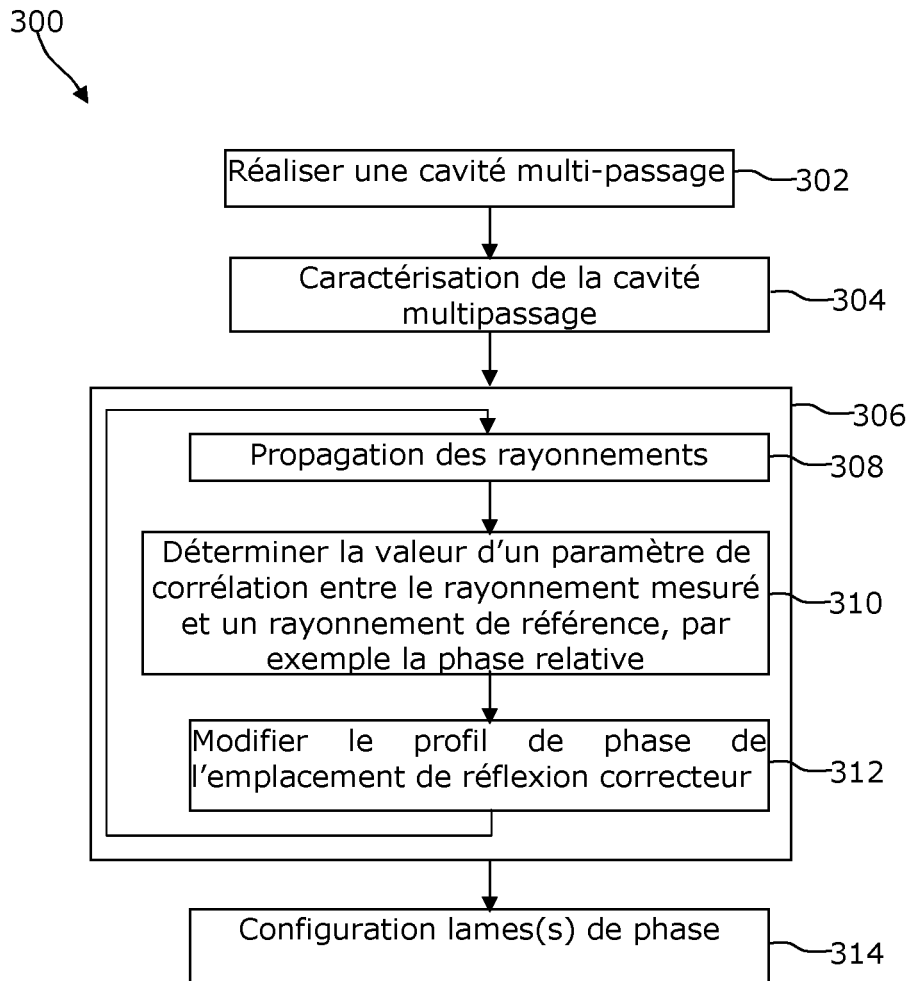 300
Réaliser une cavité multi-passage
302
Caractérisation de la cavité
multipassage
304
306
Propagation des rayonnements
308
Déterminer la valeur d'un paramètre de
corrélation entre le rayonnement mesuré
et un rayonnement de référence, par
exemple la phase relative
310
Modifier le profil de phase de
l'emplacement de réflexion correcteur
312
Configuration lames(s) de phase
314